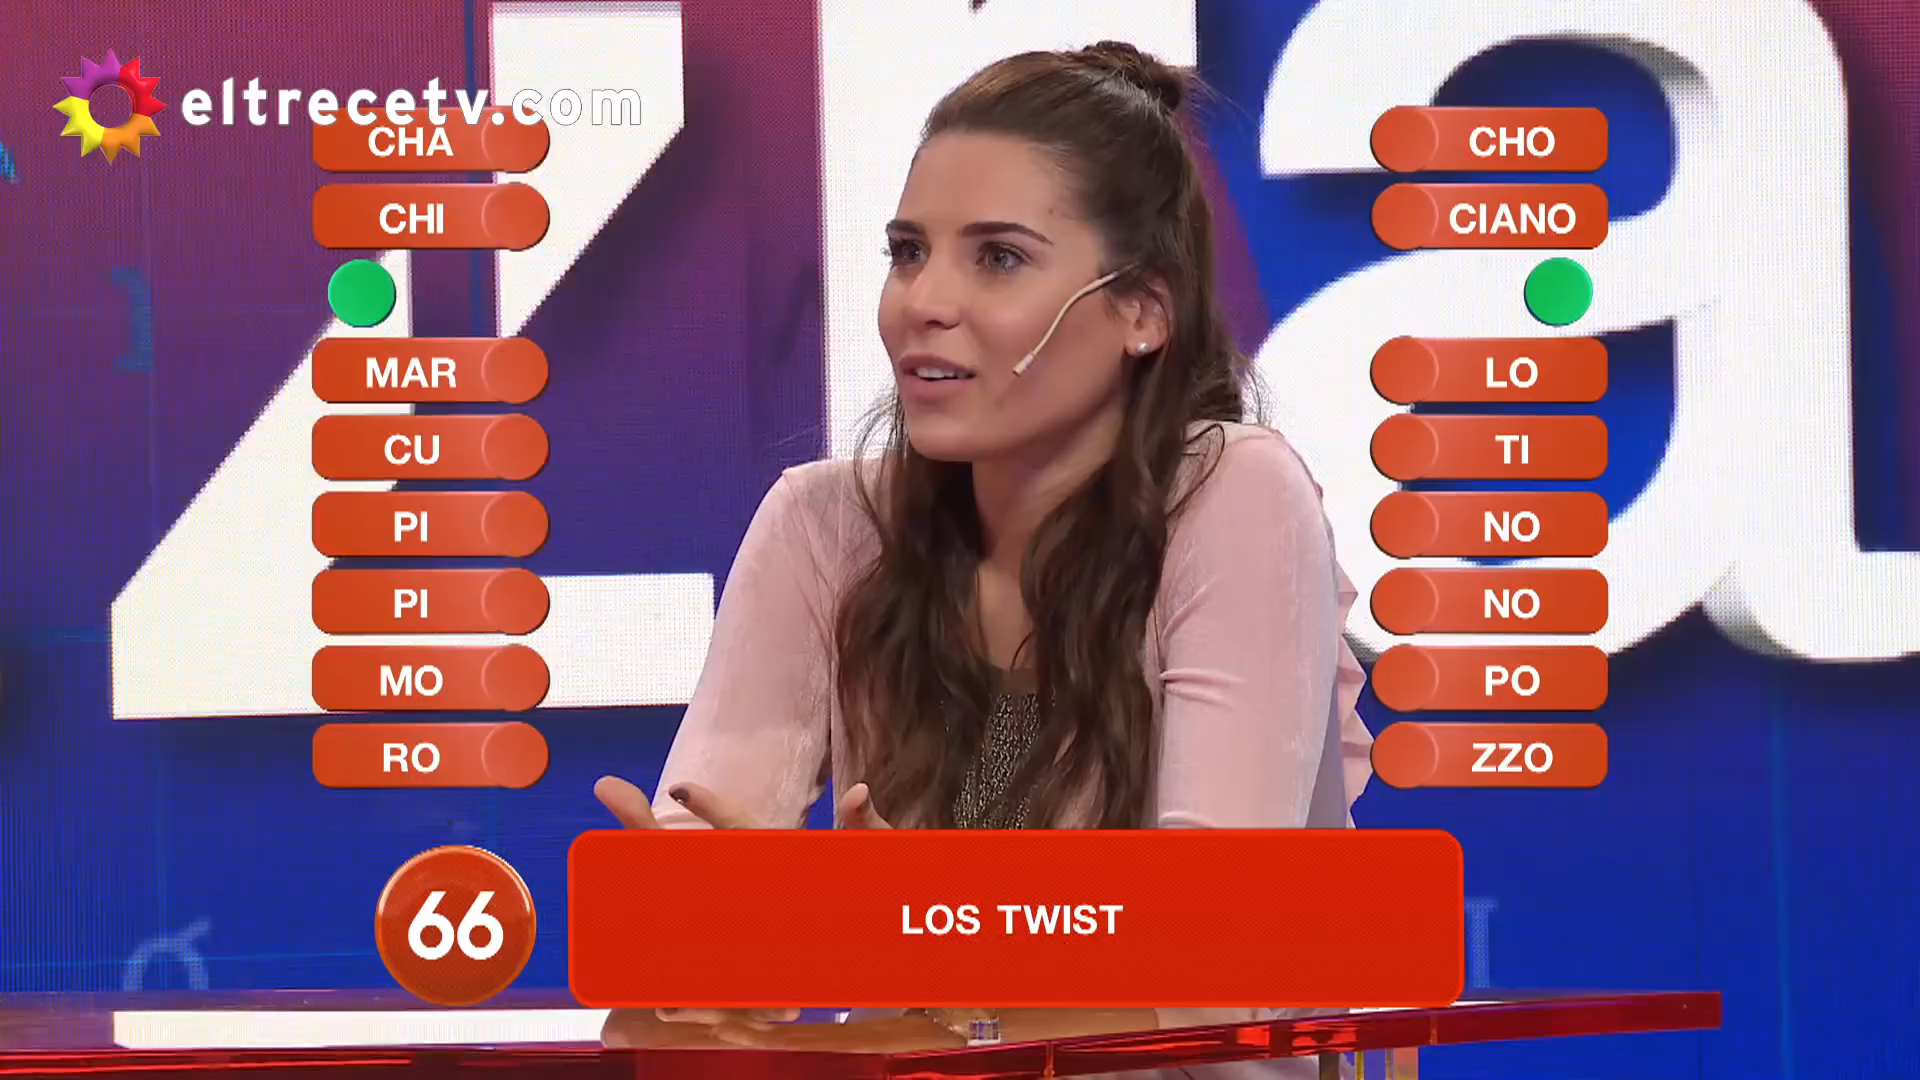 eltrecetv.com
CHA
CHO
CHI
CIANO
MAR
LO
CU
TI
PI
NO
PI
NO
MO
PO
RO
ZZO
66
LOS TWIST